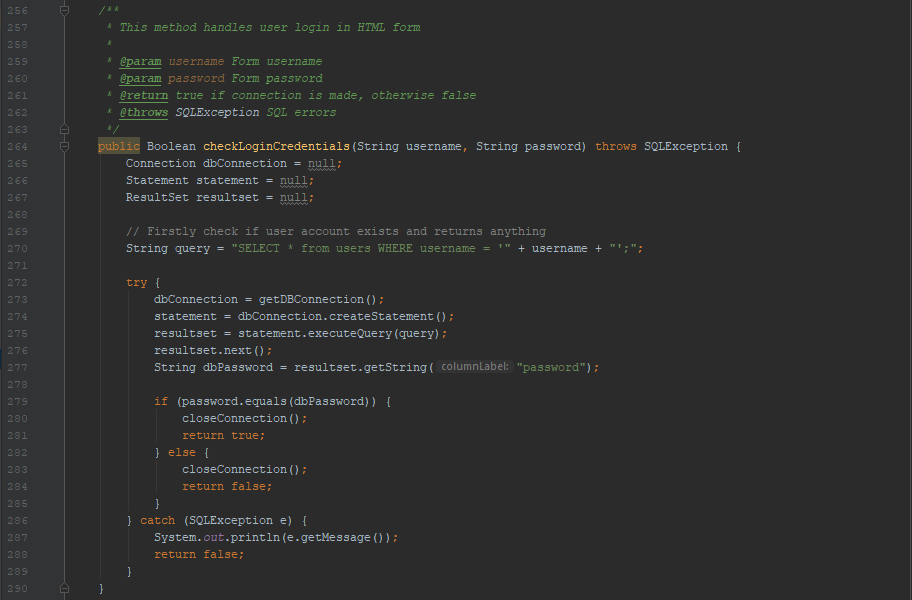 256 /**
257 * This method handles user login in HTML form
258 *
259 * @param username Form username
260 * @param password Form password
261 * @return true if connection is made, otherwise false
262 * @throws SQLException SQL errors
263 */
264 public Boolean checkLoginCredentials(String username, String password) throws SQLException {
265 Connection dbConnection = null;
266 Statement statement = null;
267 ResultSet resultset = null;
268
269 // Firstly check if user account exists and returns anything
270 String query = "SELECT * from users WHERE username = '" + username + "';";
271
272 try {
273 dbConnection = getDBConnection();
274 statement = dbConnection.createStatement();
275 resultset = statement.executeQuery(query);
276 resultset.next();
277 String dbPassword = resultset.getString( columnLabel: "password");
278
279 if (password.equals(dbPassword)) {
280 closeConnection();
281 return true;
282 } else {
283 closeConnection();
284 return false;
285 }
286 } catch (SQLException e) {
287 System.out.println(e.getMessage());
288 return false;
289 }
290 }